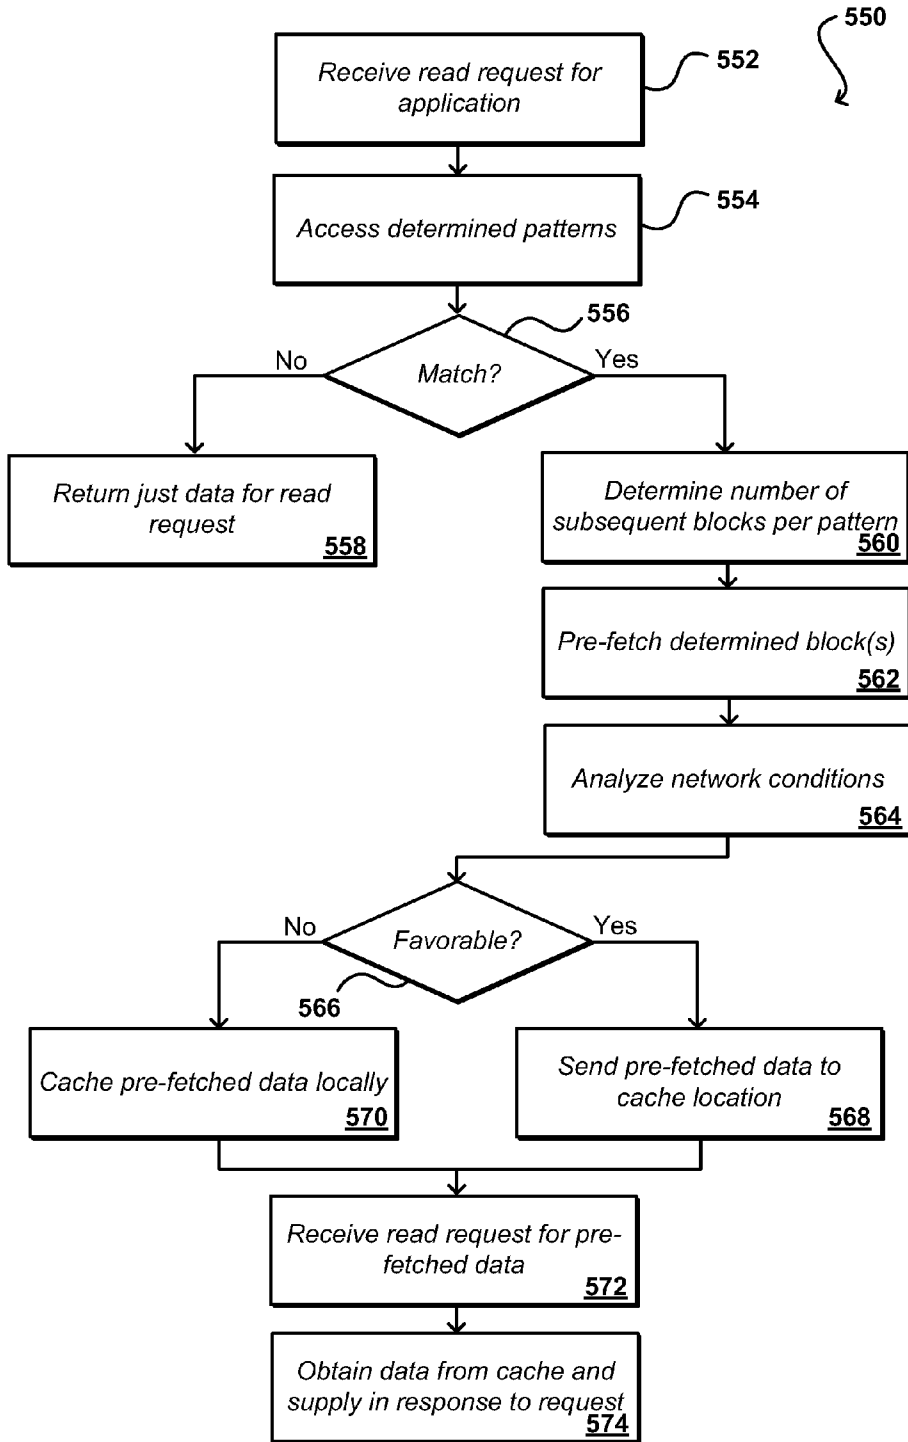 550
Receive read request for
application
552
Access determined patterns
554
556
No
Match?
Yes
Return just data for read
request
558
Determine number of
subsequent blocks per pattern
560
Pre-fetch determined block(s)
562
Analyze network conditions
564
No
Favorable?
Yes
566
Cache pre-fetched data locally
570
Send pre-fetched data to
cache location
568
Receive read request for pre-
fetched data
572
Obtain data from cache and
supply in response to request
574